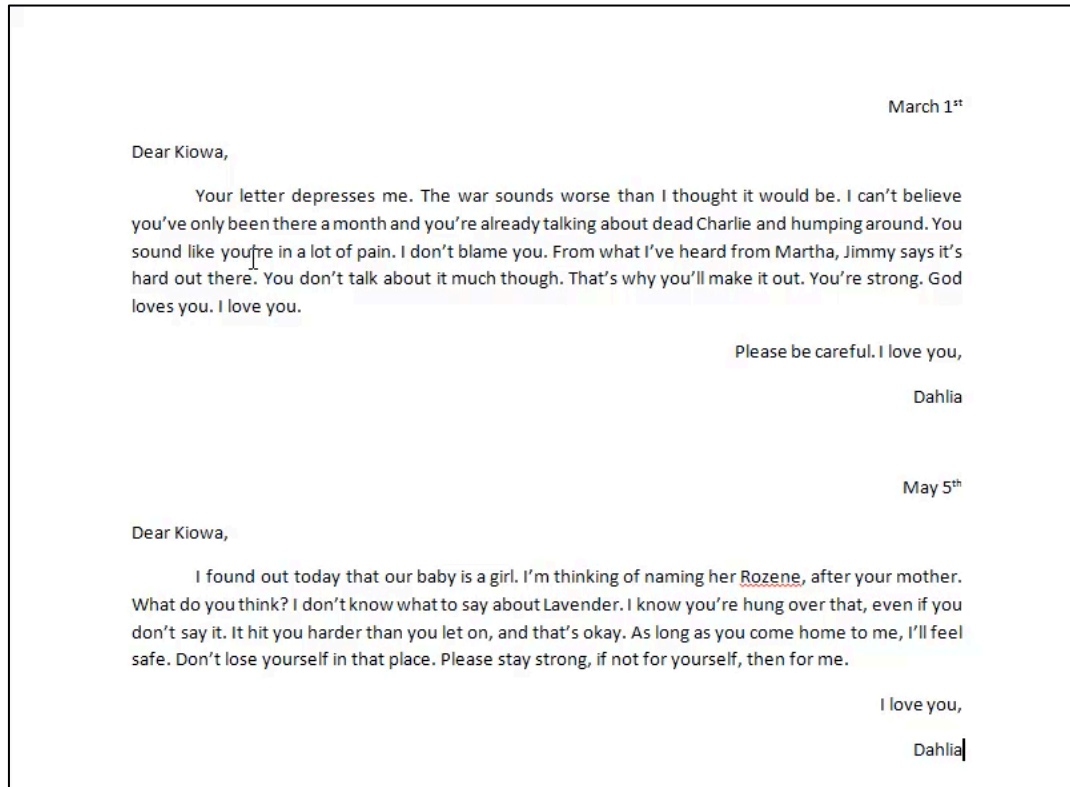 March 1st
Dear Kiowa,
Your letter depresses me. The war sounds worse than I thought it would be. I can’t believe
you’ve only been there a month and you’re already talking about dead Charlie and humping around. You
sound like you’re in a lot of pain. I don’t blame you. From what I’ve heard from Martha, Jimmy says it’s
hard out there. You don’t talk about it much though. That’s why you’ll make it out. You’re strong. God
loves you. I love you.
Please be careful. I love you,
Dahlia
May 5th
Dear Kiowa,
I found out today that our baby is a girl. I’m thinking of naming her Rozene, after your mother.
What do you think? I don’t know what to say about Lavender. I know you’re hung over that, even if you
don’t say it. It hit you harder than you let on, and that’s okay. As long as you come home to me, I’ll feel
safe. Don’t lose yourself in that place. Please stay strong, if not for yourself, then for me.
I love you,
Dahlia